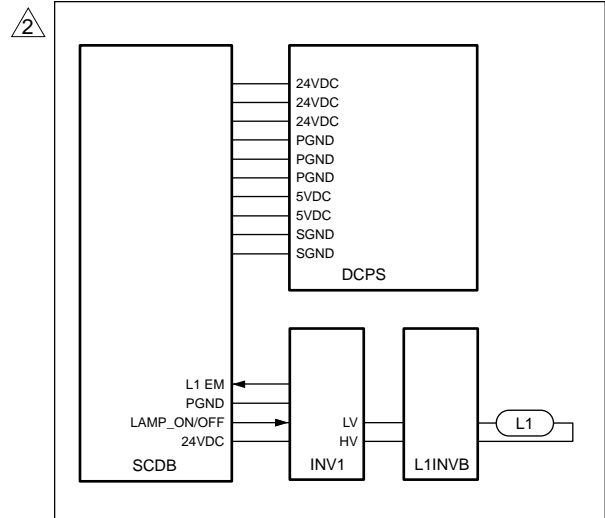 2
24VDC
24VDC
24VDC
PGND
PGND
PGND
5VDC
5VDC
SGND
SGND
DCPS
L1 EM
PGND
LAMP_ON/OFF
24VDC
SCDB
LV
HV
INV1
L1INVB
L1